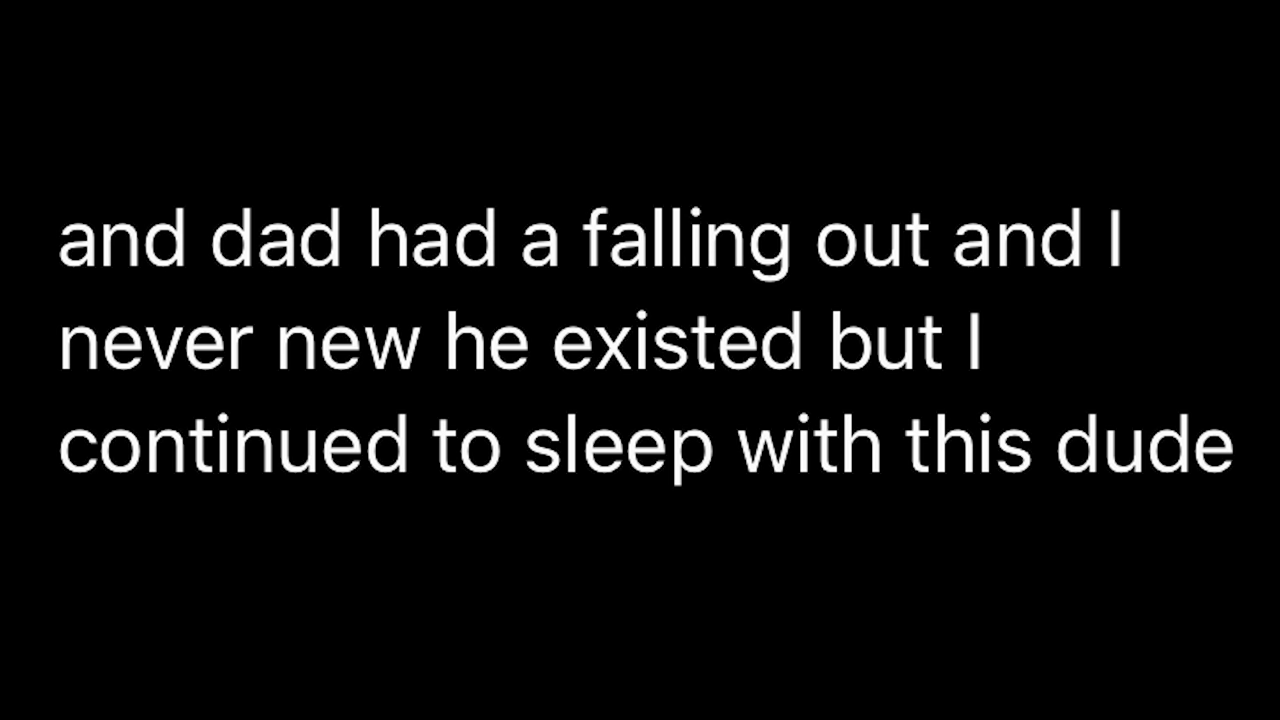 and dad had a falling out and I
never new he existed but I
continued to sleep with this dude